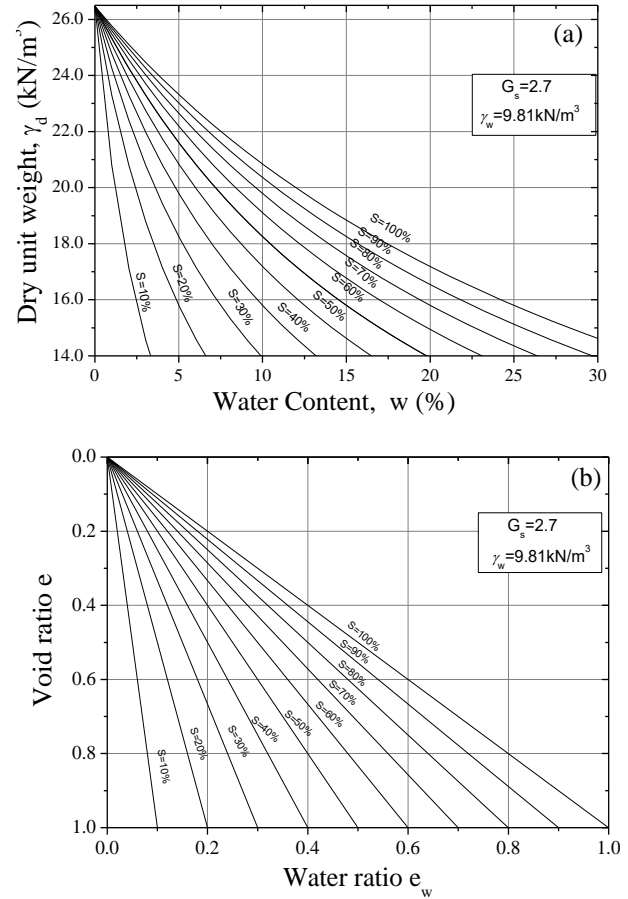 (a)
26.0
24.0
22.0
20.0
18.0
16.0
14.0
Dry unit weight, γd (kN/m³)
Gs=2.7
γw=9.81kN/m³
S=100%
S=90%
S=80%
S=70%
S=60%
S=50%
S=40%
S=30%
S=20%
S=10%
0 5 10 15 20 25 30
Water Content, w (%)
(b)
0.0
0.2
0.4
0.6
0.8
1.0
Void ratio e
Gs=2.7
γw=9.81kN/m³
S=100%
S=90%
S=80%
S=70%
S=60%
S=50%
S=40%
S=30%
S=20%
S=10%
0.0 0.2 0.4 0.6 0.8 1.0
Water ratio ew